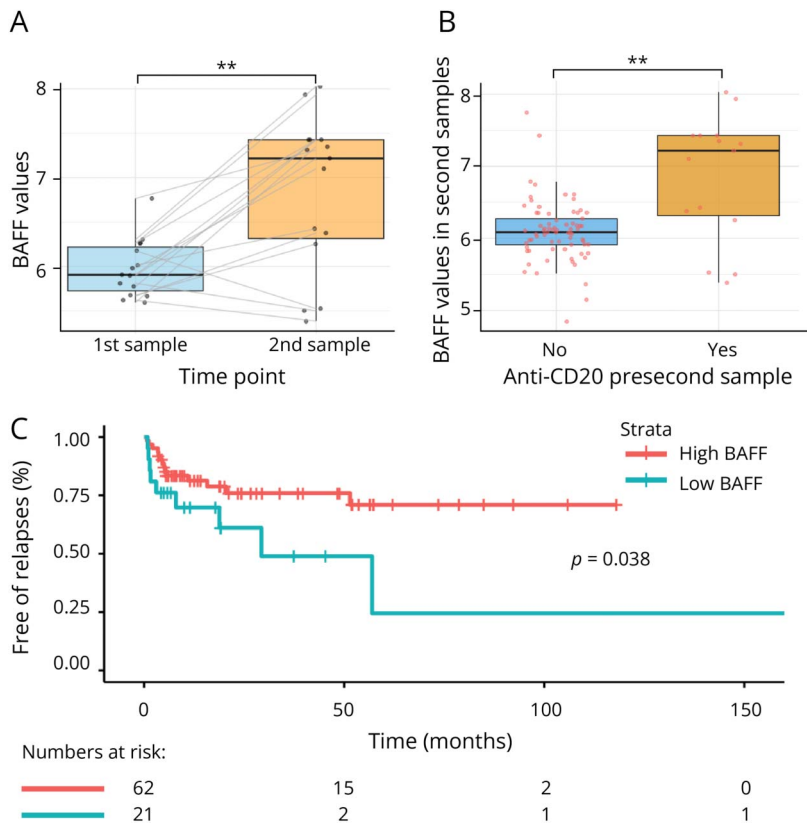 A
**
BAFF values
8
7
6
1st sample 2nd sample
Time point
B
**
BAFF values in second samples
8
7
6
5
No Yes
Anti-CD20 presecond sample
C
Free of relapses (%)
1.00
0.75
0.50
0.25
0.00
Strata
High BAFF
Low BAFF
p = 0.038
0 50 100 150
Time (months)
Numbers at risk:
62 15 2 0
21 2 1 1